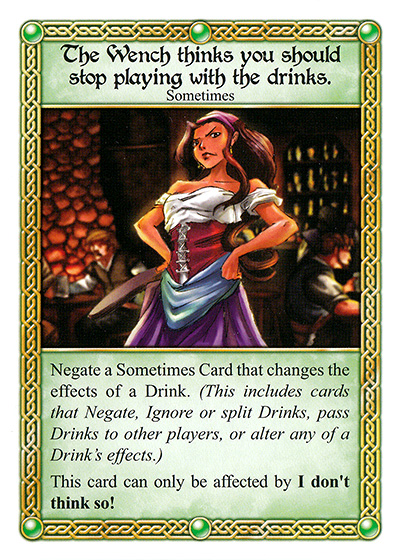 The Wench thinks you should
stop playing with the drinks.
Sometimes
Negate a Sometimes Card that changes the
effects of a Drink. (This includes cards
that Negate, Ignore or split Drinks, pass
Drinks to other players, or alter any of a
Drink's effects.)
This card can only be affected by I don't
think so!